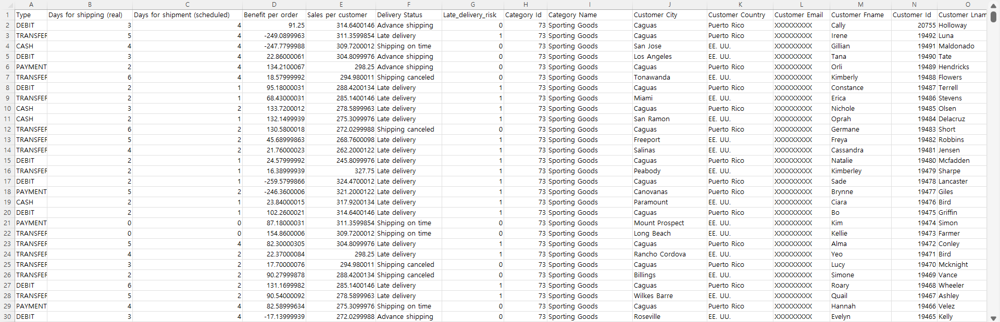 A B C D E F G H I J K L M N O
1 Type Days for shipping (real) Days for shipment (scheduled) Benefit per order Sales per customer Delivery Status Late_delivery_risk Category Id Category Name Customer City Customer Country Customer Email Customer Fname Customer Id Customer Lnam
2 DEBIT 3 4 91.25 314.6400146 Advance shipping 0 73 Sporting Goods Caguas Puerto Rico XXXXXXXXX Cally 20755 Holloway
3 TRANSFER 5 4 -249.0899963 311.3599854 Late delivery 1 73 Sporting Goods Caguas Puerto Rico XXXXXXXXX Irene 19492 Luna
4 CASH 4 4 -247.7799988 309.7200012 Shipping on time 0 73 Sporting Goods San Jose EE. UU. XXXXXXXXX Gillian 19491 Maldonado
5 DEBIT 3 4 22.86000061 304.8099976 Advance shipping 0 73 Sporting Goods Los Angeles EE. UU. XXXXXXXXX Tana 19490 Tate
6 PAYMENT 2 4 134.2100067 298.25 Advance shipping 0 73 Sporting Goods Caguas Puerto Rico XXXXXXXXX Orli 19489 Hendricks
7 TRANSFER 6 4 18.57999992 294.980011 Shipping canceled 0 73 Sporting Goods Tonawanda EE. UU. XXXXXXXXX Kimberly 19488 Flowers
8 DEBIT 2 1 95.18000031 288.4200134 Late delivery 1 73 Sporting Goods Caguas Puerto Rico XXXXXXXXX Constance 19487 Terrell
9 TRANSFER 2 1 68.43000031 285.1400146 Late delivery 1 73 Sporting Goods Miami EE. UU. XXXXXXXXX Erica 19486 Stevens
10 CASH 3 2 133.7200012 278.5899963 Late delivery 1 73 Sporting Goods Caguas Puerto Rico XXXXXXXXX Nichole 19485 Olsen
11 CASH 2 1 132.1499939 275.3099976 Late delivery 1 73 Sporting Goods San Ramon EE. UU. XXXXXXXXX Oprah 19484 Delacruz
12 TRANSFER 6 2 130.5800018 272.0299988 Shipping canceled 0 73 Sporting Goods Caguas Puerto Rico XXXXXXXXX Germane 19483 Short
13 TRANSFER 5 2 45.68999863 268.7600098 Late delivery 1 73 Sporting Goods Freeport EE. UU. XXXXXXXXX Freya 19482 Robbins
14 TRANSFER 4 2 21.76000023 262.2000122 Late delivery 1 73 Sporting Goods Salinas EE. UU. XXXXXXXXX Cassandra 19481 Jensen
15 DEBIT 2 1 24.57999992 245.8099976 Late delivery 1 73 Sporting Goods Caguas Puerto Rico XXXXXXXXX Natalie 19480 Mcfadden
16 TRANSFER 2 1 16.38999939 327.75 Late delivery 1 73 Sporting Goods Peabody EE. UU. XXXXXXXXX Kimberley 19479 Sharpe
17 DEBIT 2 1 -259.5799866 324.4700012 Late delivery 1 73 Sporting Goods Caguas Puerto Rico XXXXXXXXX Sade 19478 Lancaster
18 PAYMENT 5 2 -246.3600006 321.2000122 Late delivery 1 73 Sporting Goods Canovanas Puerto Rico XXXXXXXXX Brynne 19477 Giles
19 CASH 2 1 23.84000015 317.9200134 Late delivery 1 73 Sporting Goods Paramount EE. UU. XXXXXXXXX Ciara 19476 Bird
20 DEBIT 2 1 102.2600021 314.6400146 Late delivery 1 73 Sporting Goods Caguas Puerto Rico XXXXXXXXX Bo 19475 Griffin
21 PAYMENT 0 0 87.18000031 311.3599854 Shipping on time 0 73 Sporting Goods Mount Prospect EE. UU. XXXXXXXXX Kim 19474 Simon
22 TRANSFER 0 0 154.8600006 309.7200012 Shipping on time 0 73 Sporting Goods Long Beach EE. UU. XXXXXXXXX Kellie 19473 Farmer
23 TRANSFER 5 4 82.30000305 304.8099976 Late delivery 1 73 Sporting Goods Caguas Puerto Rico XXXXXXXXX Alma 19472 Conley
24 TRANSFER 4 2 22.37000084 298.25 Late delivery 1 73 Sporting Goods Rancho Cordova EE. UU. XXXXXXXXX Yeo 19471 Bird
25 TRANSFER 3 2 17.70000076 294.980011 Shipping canceled 0 73 Sporting Goods Caguas Puerto Rico XXXXXXXXX Lucy 19470 Mcknight
26 TRANSFER 2 2 90.27999878 288.4200134 Shipping canceled 0 73 Sporting Goods Billings EE. UU. XXXXXXXXX Simone 19469 Vance
27 DEBIT 6 2 131.1699982 285.1400146 Late delivery 1 73 Sporting Goods Caguas Puerto Rico XXXXXXXXX Roary 19468 Wheeler
28 TRANSFER 5 2 90.54000092 278.5899963 Late delivery 1 73 Sporting Goods Wilkes Barre EE. UU. XXXXXXXXX Quail 19467 Ashley
29 PAYMENT 4 4 82.58999634 275.3099976 Shipping on time 0 73 Sporting Goods Caguas Puerto Rico XXXXXXXXX Hannah 19466 Velez
30 DEBIT 3 4 -17.13999939 272.0299988 Advance shipping 0 73 Sporting Goods Roseville EE. UU. XXXXXXXXX Evelyn 19465 Kelly